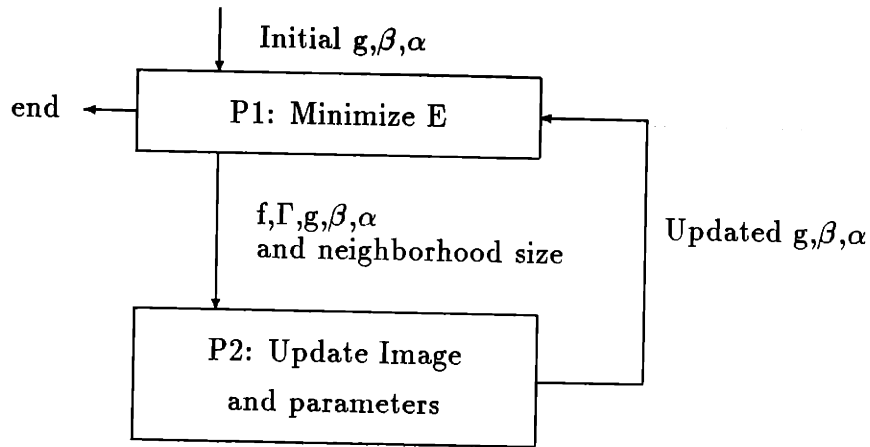 Initial g,β,α
end
P1: Minimize E
f,Γ,g,β,α
and neighborhood size
Updated g,β,α
P2: Update Image
and parameters